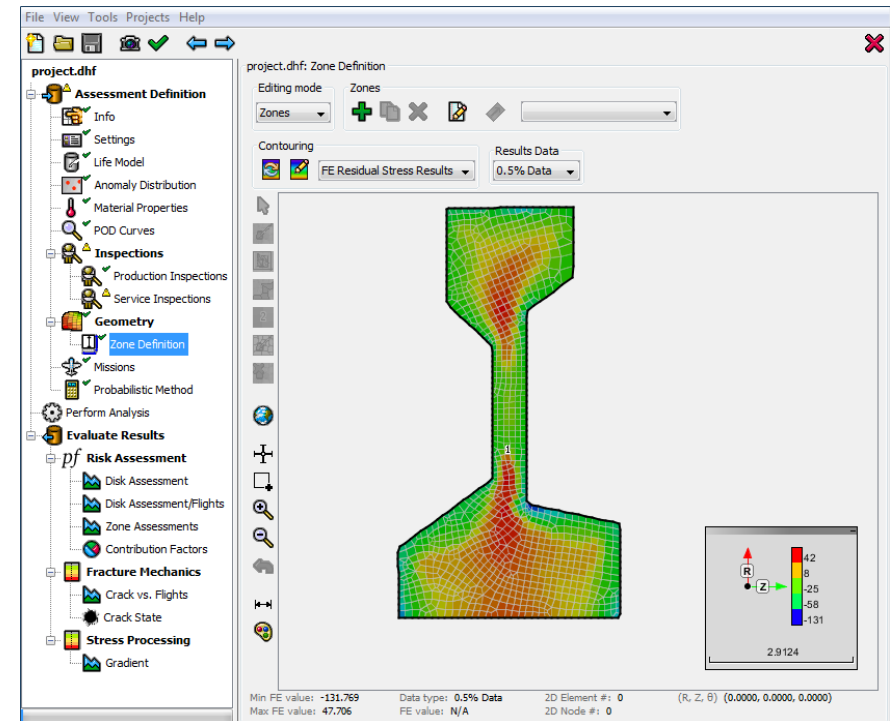 File View Tools Projects Help
project.dhf
Assessment Definition
Info
Settings
Life Model
Anomaly Distribution
Material Properties
POD Curves
Inspections
Production Inspections
Service Inspections
Geometry
Zone Definition
Missions
Probabilistic Method
Perform Analysis
Evaluate Results
pf Risk Assessment
Disk Assessment
Disk Assessment/Flights
Zone Assessments
Contribution Factors
Fracture Mechanics
Crack vs. Flights
Crack State
Stress Processing
Gradient
project.dhf: Zone Definition
Editing mode Zones
Zones
Contouring Results Data
FE Residual Stress Results 0.5% Data
1
R
Z
42
8
-25
-58
-131
2.9124
Min FE value: -131.769 Data type: 0.5% Data 2D Element #: 0 (R, Z, θ) (0.0000, 0.0000, 0.0000)
Max FE value: 47.706 FE value: N/A 2D Node #: 0